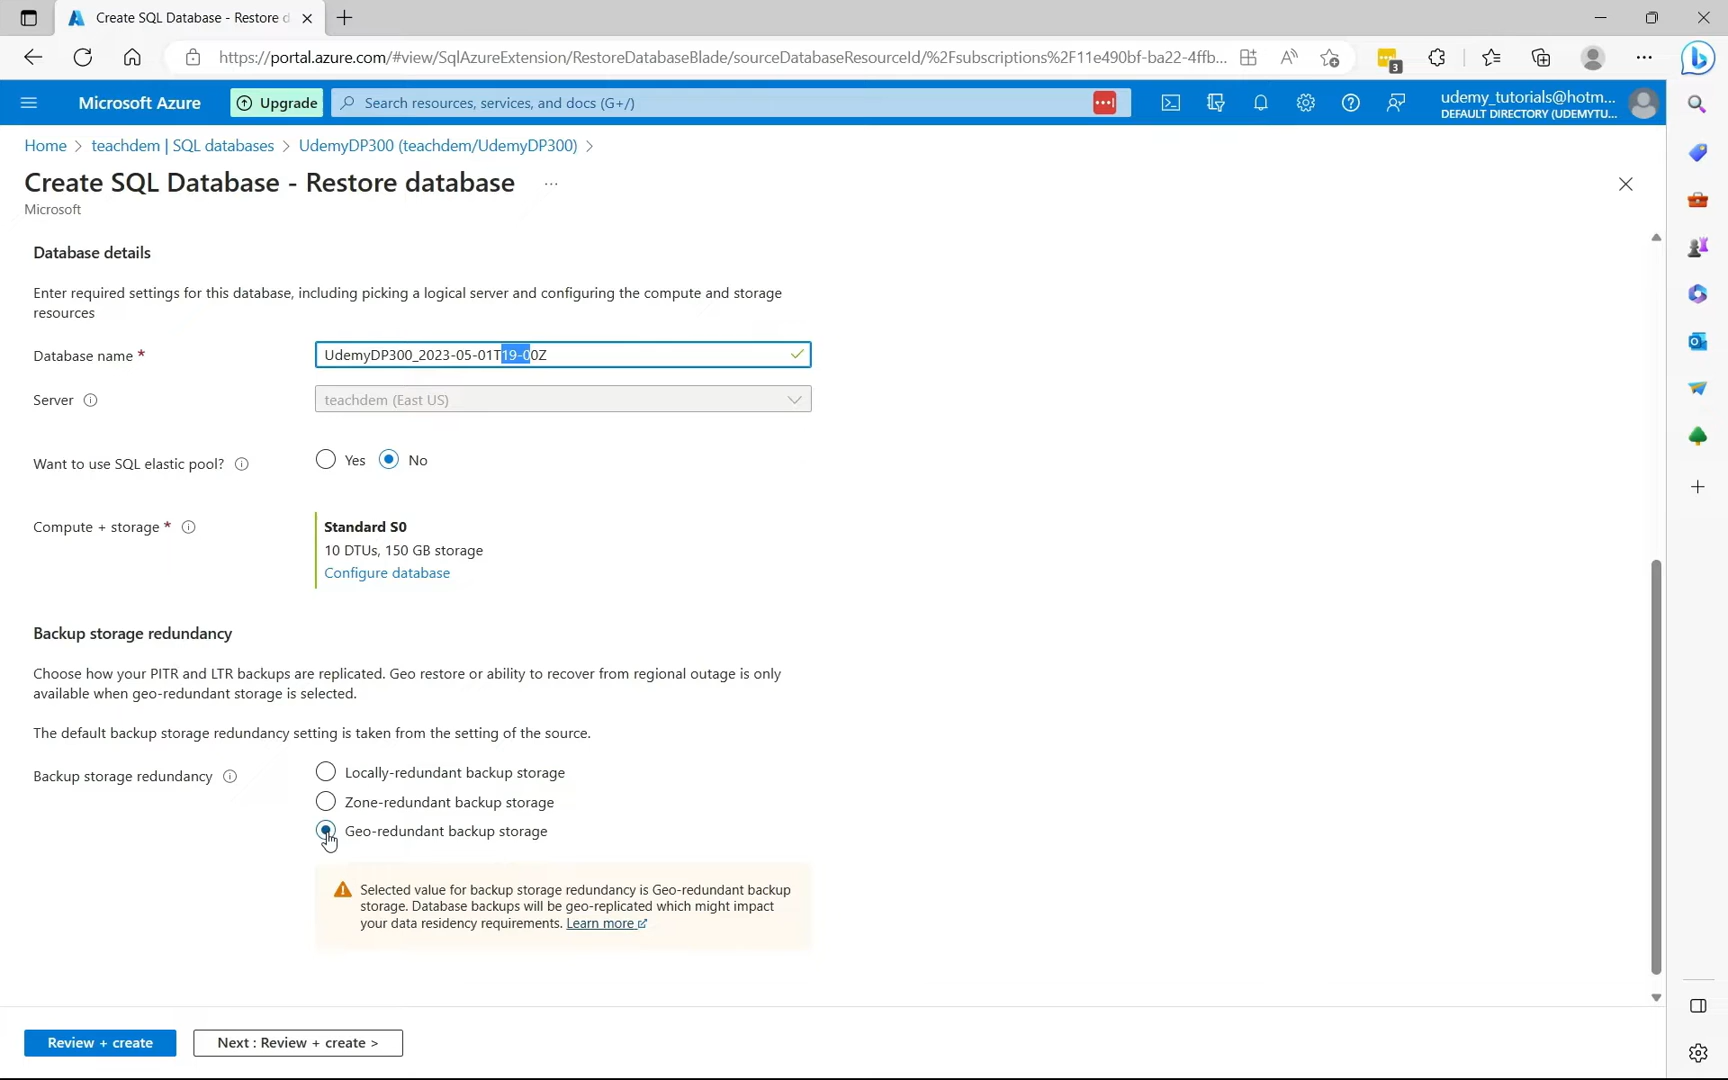 Create SQL Database - Restore d
https://portal.azure.com/#view/SqlAzureExtension/RestoreDatabaseBlade/sourceDatabaseResourceId/%2Fsubscriptions%2F11e490bf-ba22-4ffb...
3
Microsoft Azure
Upgrade
Search resources, services, and docs (G+/)
udemy_tutorials@hotm...
DEFAULT DIRECTORY (UDEMYTU...
Home > teachdem | SQL databases > UdemyDP300 (teachdem/UdemyDP300) >
Create SQL Database - Restore database ...
Microsoft
Database details
Enter required settings for this database, including picking a logical server and configuring the compute and storage
resources
Database name *
UdemyDP300_2023-05-01T19-00Z
Server
teachdem (East US)
Want to use SQL elastic pool?
Yes No
Compute + storage *
Standard S0
10 DTUs, 150 GB storage
Configure database
Backup storage redundancy
Choose how your PITR and LTR backups are replicated. Geo restore or ability to recover from regional outage is only
available when geo-redundant storage is selected.
The default backup storage redundancy setting is taken from the setting of the source.
Backup storage redundancy
Locally-redundant backup storage
Zone-redundant backup storage
Geo-redundant backup storage
Selected value for backup storage redundancy is Geo-redundant backup
storage. Database backups will be geo-replicated which might impact
your data residency requirements. Learn more
Review + create
Next : Review + create >